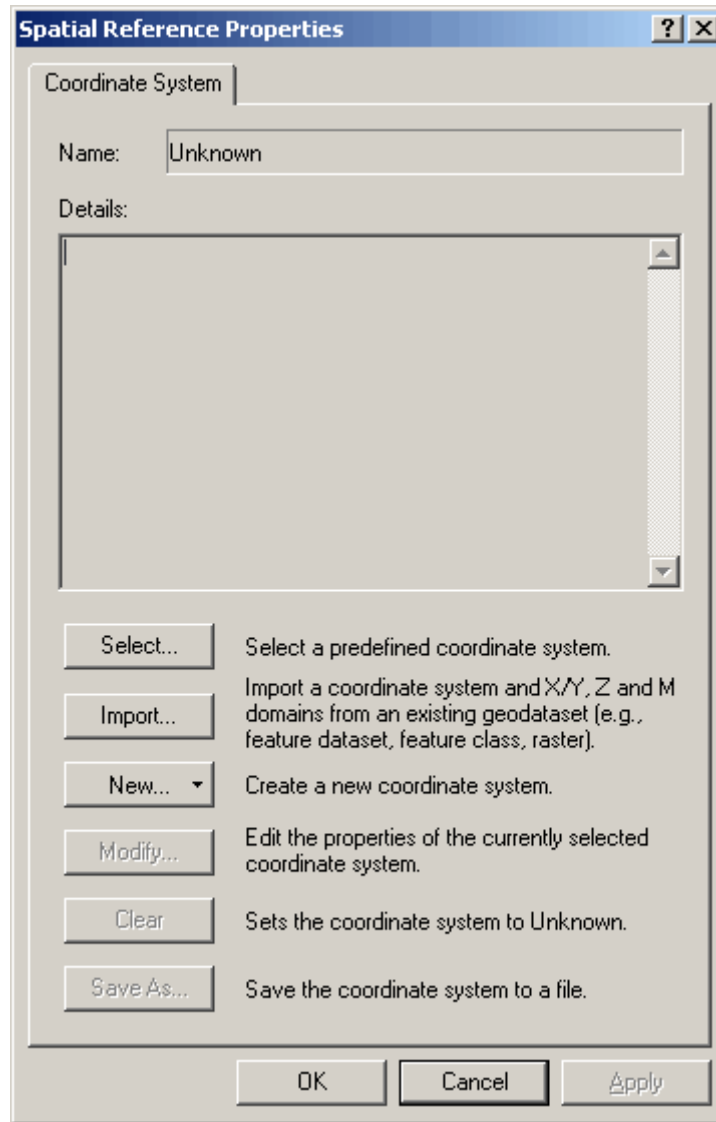 Spatial Reference Properties
Coordinate System
Name: Unknown
Details:
Select... Select a predefined coordinate system.
Import... Import a coordinate system and X/Y, Z and M
domains from an existing geodataset (e.g.,
feature dataset, feature class, raster).
New... Create a new coordinate system.
Modify... Edit the properties of the currently selected
coordinate system.
Clear Sets the coordinate system to Unknown.
Save As... Save the coordinate system to a file.
OK Cancel Apply